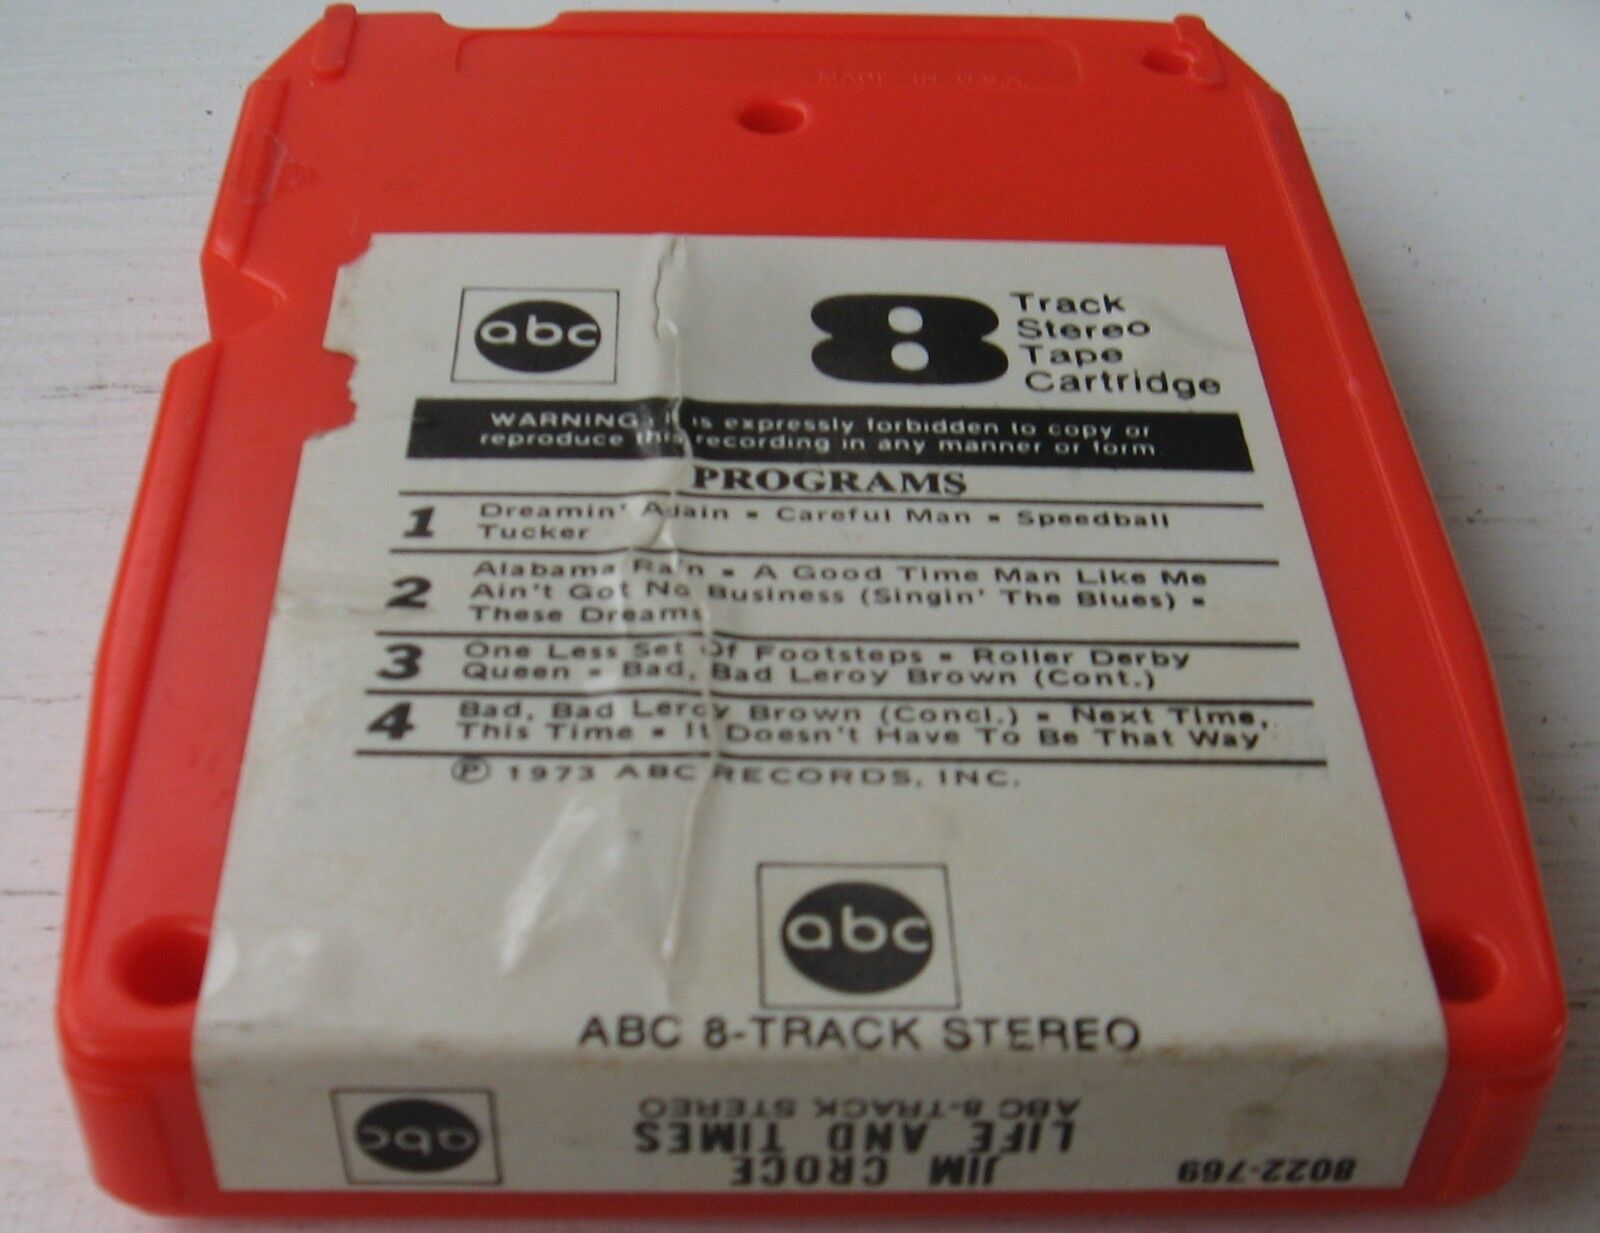 MADE IN U.S.A.
abc
8 Track
Stereo
Tape
Cartridge
WARNING: It is expressly forbidden to copy or
reproduce this recording in any manner or form.
PROGRAMS
1 Dreamin' Again • Careful Man • Speedball
Tucker
2 Alabama Rain • A Good Time Man Like Me
Ain't Got No Business (Singin' The Blues) •
These Dreams
3 One Less Set Of Footsteps • Roller Derby
Queen • Bad, Bad Leroy Brown (Cont.)
4 Bad, Bad Leroy Brown (Concl.) • Next Time,
This Time • It Doesn't Have To Be That Way
℗ 1973 ABC RECORDS, INC.
abc
ABC 8-TRACK STEREO
8022-769
JIM CROCE
LIFE AND TIMES
ABC 8-TRACK STEREO
abc